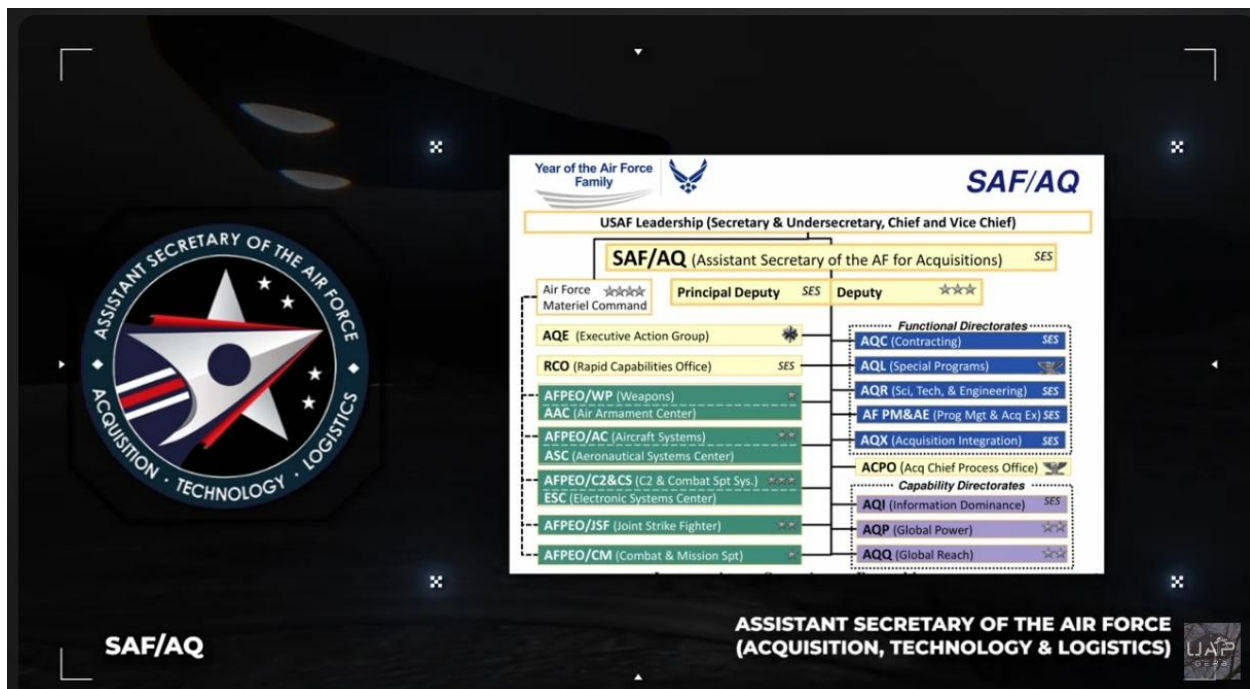 Year of the Air Force
Family
SAF/AQ
USAF Leadership (Secretary & Undersecretary, Chief and Vice Chief)
SAF/AQ (Assistant Secretary of the AF for Acquisitions) SES
Air Force
Materiel Command
Principal Deputy SES
Deputy
AQE (Executive Action Group)
RCO (Rapid Capabilities Office) SES
AFPEO/WP (Weapons)
AAC (Air Armament Center)
AFPEO/AC (Aircraft Systems)
ASC (Aeronautical Systems Center)
AFPEO/C2&CS (C2 & Combat Spt Sys.)
ESC (Electronic Systems Center)
AFPEO/JSF (Joint Strike Fighter)
AFPEO/CM (Combat & Mission Spt)
Functional Directorates
AQC (Contracting) SES
AQL (Special Programs)
AQR (Sci, Tech, & Engineering) SES
AF PM&AE (Prog Mgt & Acq Ex) SES
AQX (Acquisition Integration) SES
ACPO (Acq Chief Process Office)
Capability Directorates
AQI (Information Dominance) SES
AQP (Global Power)
AQQ (Global Reach)
ASSISTANT SECRETARY OF THE AIR FORCE
ACQUISITION · TECHNOLOGY · LOGISTICS
SAF/AQ
ASSISTANT SECRETARY OF THE AIR FORCE
(ACQUISITION, TECHNOLOGY & LOGISTICS)
UAP
GERB